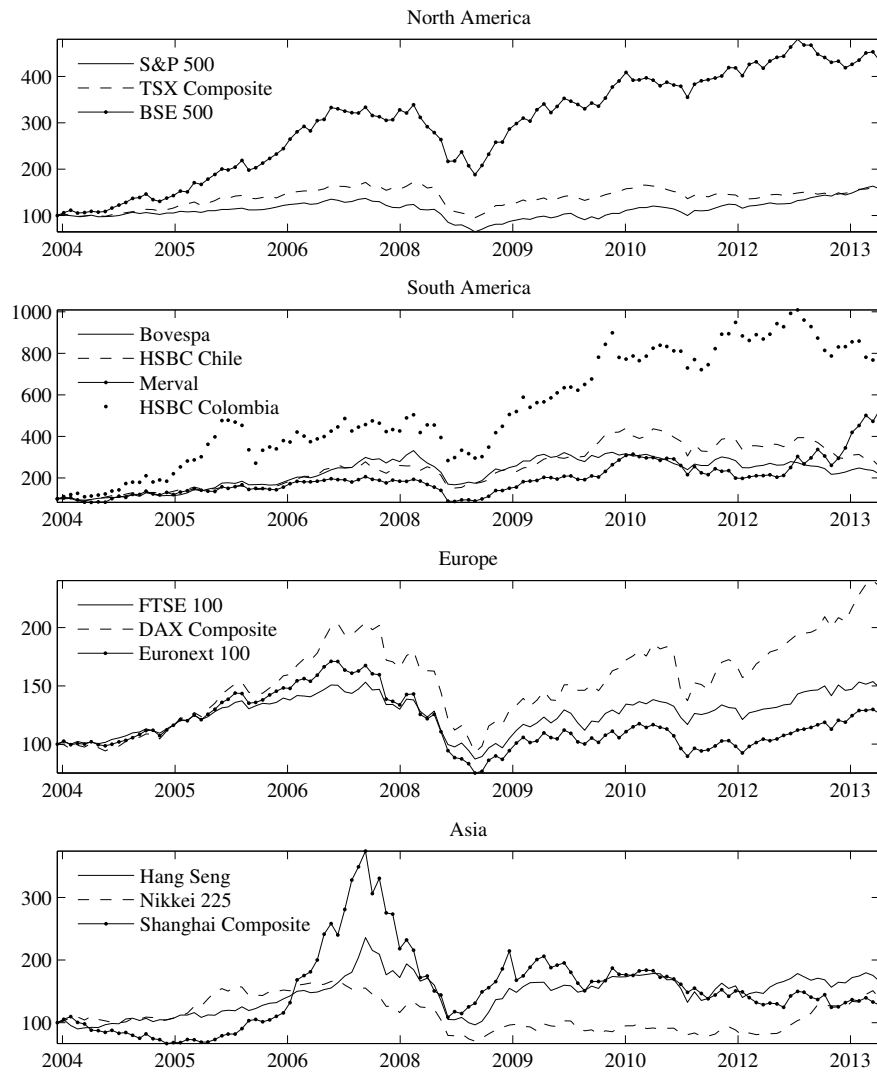 North America
400
300
200
100
S&P 500
TSX Composite
BSE 500
2004 2005 2006 2008 2009 2010 2012 2013
South America
1000
800
600
400
200
Bovespa
HSBC Chile
Merval
HSBC Colombia
2004 2005 2006 2008 2009 2010 2012 2013
Europe
200
150
100
FTSE 100
DAX Composite
Euronext 100
2004 2005 2006 2008 2009 2010 2012 2013
Asia
300
200
100
Hang Seng
Nikkei 225
Shanghai Composite
2004 2005 2006 2008 2009 2010 2012 2013